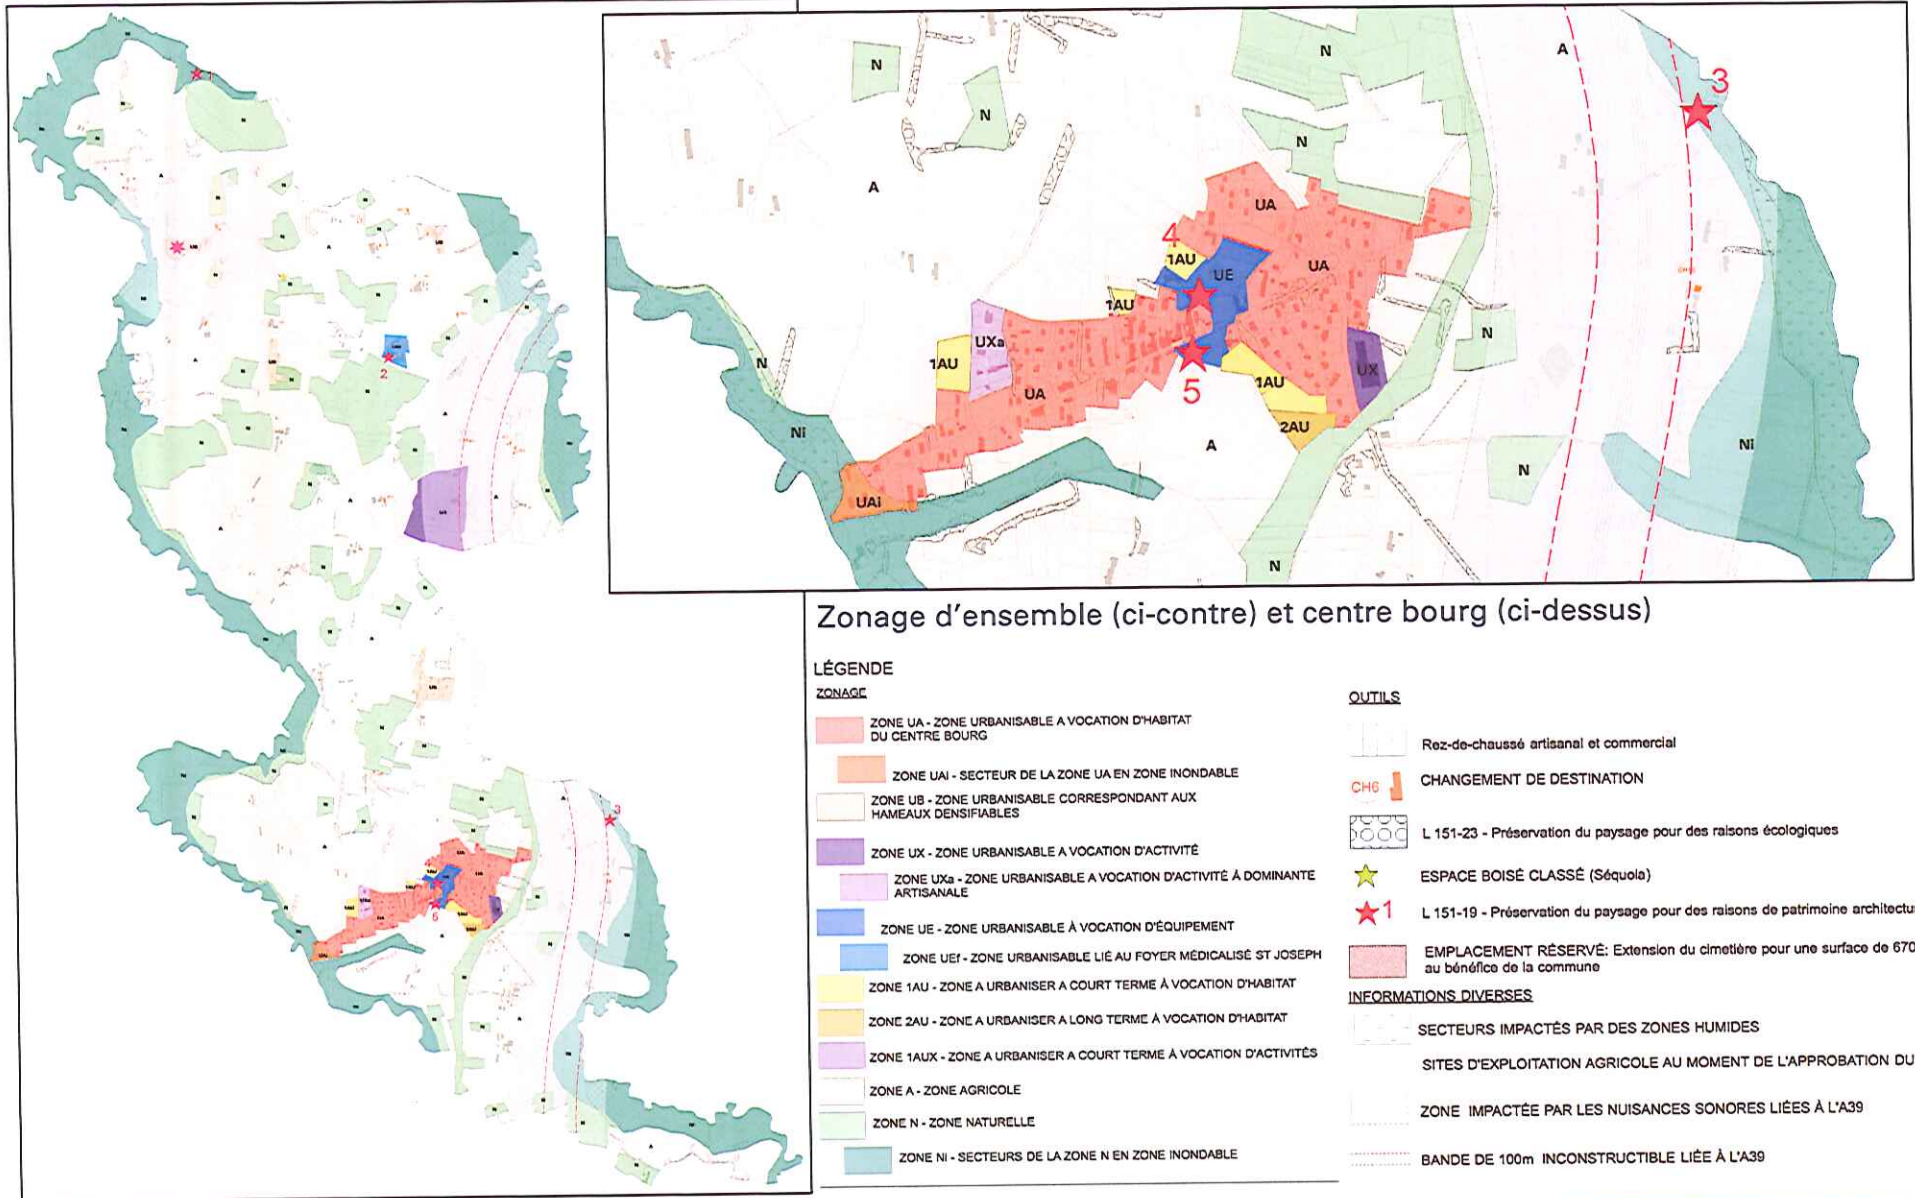 1
2
3
5
N
A
N
N
N
A
3
N
A
UA
4
1AU
UE
UA
1AU
UXa
1AU
N
N
UX
1AU
UA
5
2AU
Ni
A
N
Ni
UAi
N
Zonage d'ensemble (ci-contre) et centre bourg (ci-dessus)
LÉGENDE
ZONAGE
ZONE UA - ZONE URBANISABLE A VOCATION D'HABITAT
DU CENTRE BOURG
ZONE UAi - SECTEUR DE LA ZONE UA EN ZONE INONDABLE
ZONE UB - ZONE URBANISABLE CORRESPONDANT AUX
HAMEAUX DENSIFIABLES
ZONE UX - ZONE URBANISABLE A VOCATION D'ACTIVITÉ
ZONE UXa - ZONE URBANISABLE A VOCATION D'ACTIVITÉ À DOMINANTE
ARTISANALE
ZONE UE - ZONE URBANISABLE À VOCATION D'ÉQUIPEMENT
ZONE UEf - ZONE URBANISABLE LIÉ AU FOYER MÉDICALISÉ ST JOSEPH
ZONE 1AU - ZONE A URBANISER A COURT TERME À VOCATION D'HABITAT
ZONE 2AU - ZONE A URBANISER A LONG TERME À VOCATION D'HABITAT
ZONE 1AUX - ZONE A URBANISER A COURT TERME À VOCATION D'ACTIVITÉS
ZONE A - ZONE AGRICOLE
ZONE N - ZONE NATURELLE
ZONE Ni - SECTEURS DE LA ZONE N EN ZONE INONDABLE
OUTILS
Rez-de-chaussé artisanal et commercial
CH6 CHANGEMENT DE DESTINATION
L 151-23 - Préservation du paysage pour des raisons écologiques
ESPACE BOISÉ CLASSÉ (Séquoia)
1 L 151-19 - Préservation du paysage pour des raisons de patrimoine architectu
EMPLACEMENT RÉSERVÉ: Extension du cimetière pour une surface de 670
au bénéfice de la commune
INFORMATIONS DIVERSES
SECTEURS IMPACTÉS PAR DES ZONES HUMIDES
SITES D'EXPLOITATION AGRICOLE AU MOMENT DE L'APPROBATION DU
ZONE IMPACTÉE PAR LES NUISANCES SONORES LIÉES À L'A39
BANDE DE 100m INCONSTRUCTIBLE LIÉE À L'A39